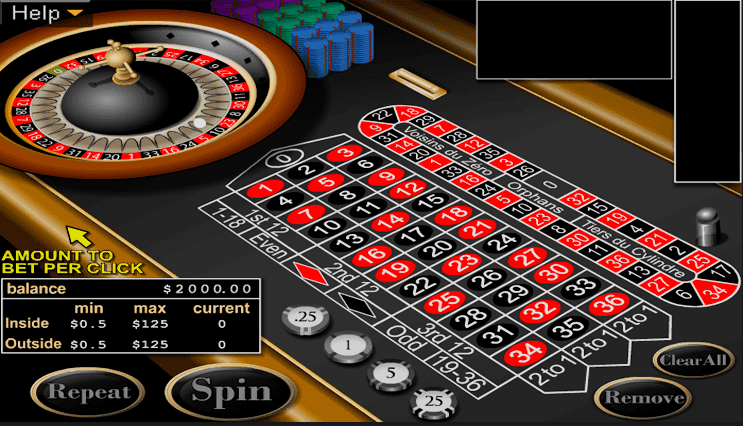 Help
AMOUNT TO
BET PER CLICK
balance $2000.00
min max current
Inside $0.5 $125 0
Outside $0.5 $125 0
Repeat
Spin
0
3 6 9 12 15 18 21 24 27 30 33 36
2 5 8 11 14 17 20 23 26 29 32 35
1 4 7 10 13 16 19 22 25 28 31 34
2 to 1
2 to 1
2 to 1
st 12
2nd 12
3rd 12
1-18
Even
Odd
19-36
Voisins du Zéro
Orphans
Tiers du Cylindre
.25
1
5
25
Clear All
Remove